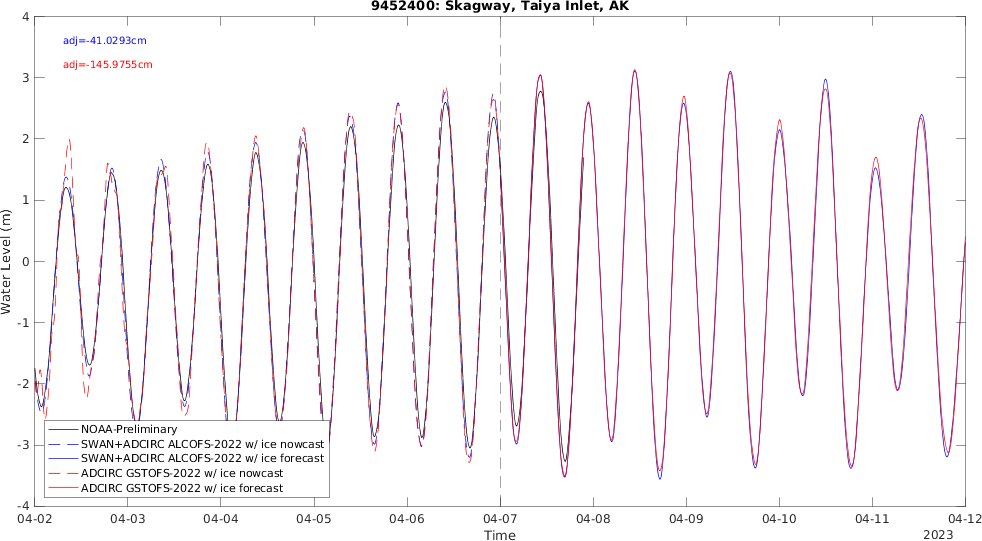 9452400: Skagway, Taiya Inlet, AK
adj=-41.0293cm
adj=-145.9755cm
4
3
2
1
0
-1
-2
-3
-4
Water Level (m)
NOAA-Preliminary
SWAN+ADCIRC ALCOFS-2022 w/ ice nowcast
SWAN+ADCIRC ALCOFS-2022 w/ ice forecast
ADCIRC GSTOFS-2022 w/ ice nowcast
ADCIRC GSTOFS-2022 w/ ice forecast
04-02 04-03 04-04 04-05 04-06 04-07 04-08 04-09 04-10 04-11 04-12
Time
2023